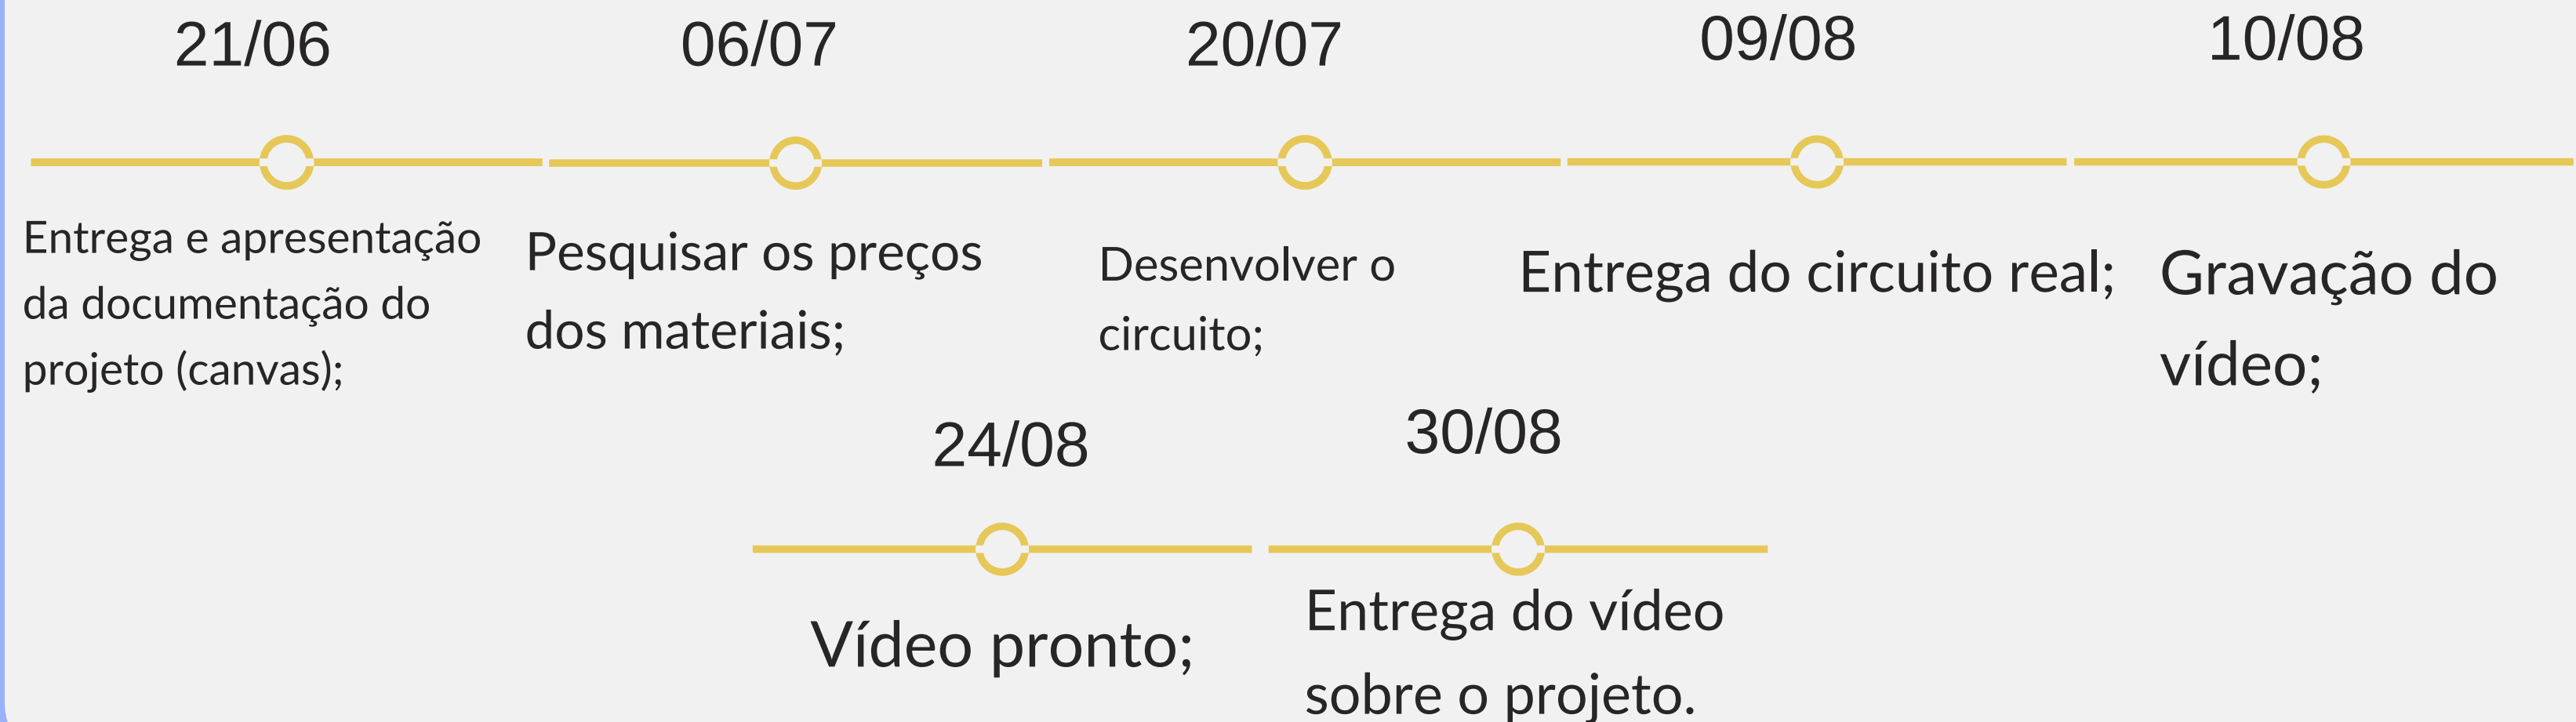 21/06
06/07
20/07
09/08
10/08
Entrega e apresentação
da documentação do
projeto (canvas);
Pesquisar os preços
dos materiais;
Desenvolver o
circuito;
Entrega do circuito real;
Gravação do
vídeo;
24/08
30/08
Vídeo pronto;
Entrega do vídeo
sobre o projeto.